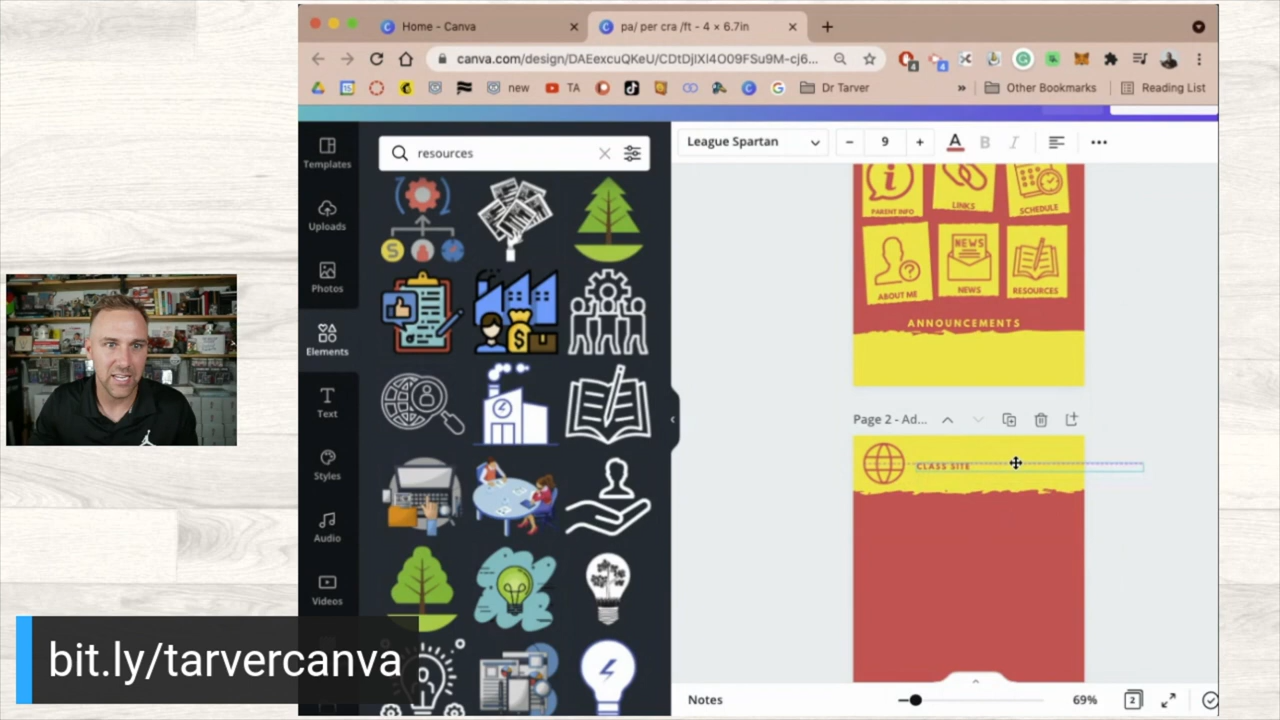 Home - Canva
pa/ per cra /ft - 4 × 6.7in
canva.com/design/DAEexcuQKeU/CDtDjlXl4O09FSu9M-cj6...
new
TA
Dr Tarver
»
Other Bookmarks
Reading List
Templates
Uploads
Photos
Elements
Text
Styles
Audio
Videos
resources
League Spartan
9
A
B
I
PARENT INFO
LINKS
SCHEDULE
ABOUT ME
NEWS
NEWS
RESOURCES
ANNOUNCEMENTS
Page 2 - Ad...
CLASS SITE
Notes
69%
2
bit.ly/tarvercanva